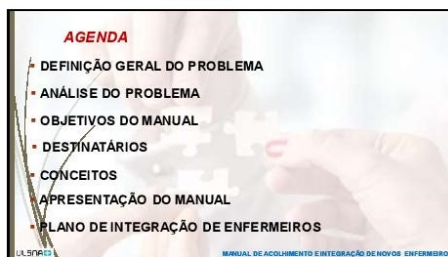 AGENDA
▪ DEFINIÇÃO GERAL DO PROBLEMA
▪ ANÁLISE DO PROBLEMA
▪ OBJETIVOS DO MANUAL
▪ DESTINATÁRIOS
▪ CONCEITOS
▪ APRESENTAÇÃO DO MANUAL
▪ PLANO DE INTEGRAÇÃO DE ENFERMEIROS
ULSNA
MANUAL DE ACOLHIMENTO E INTEGRAÇÃO DE NOVOS ENFERMEIRO